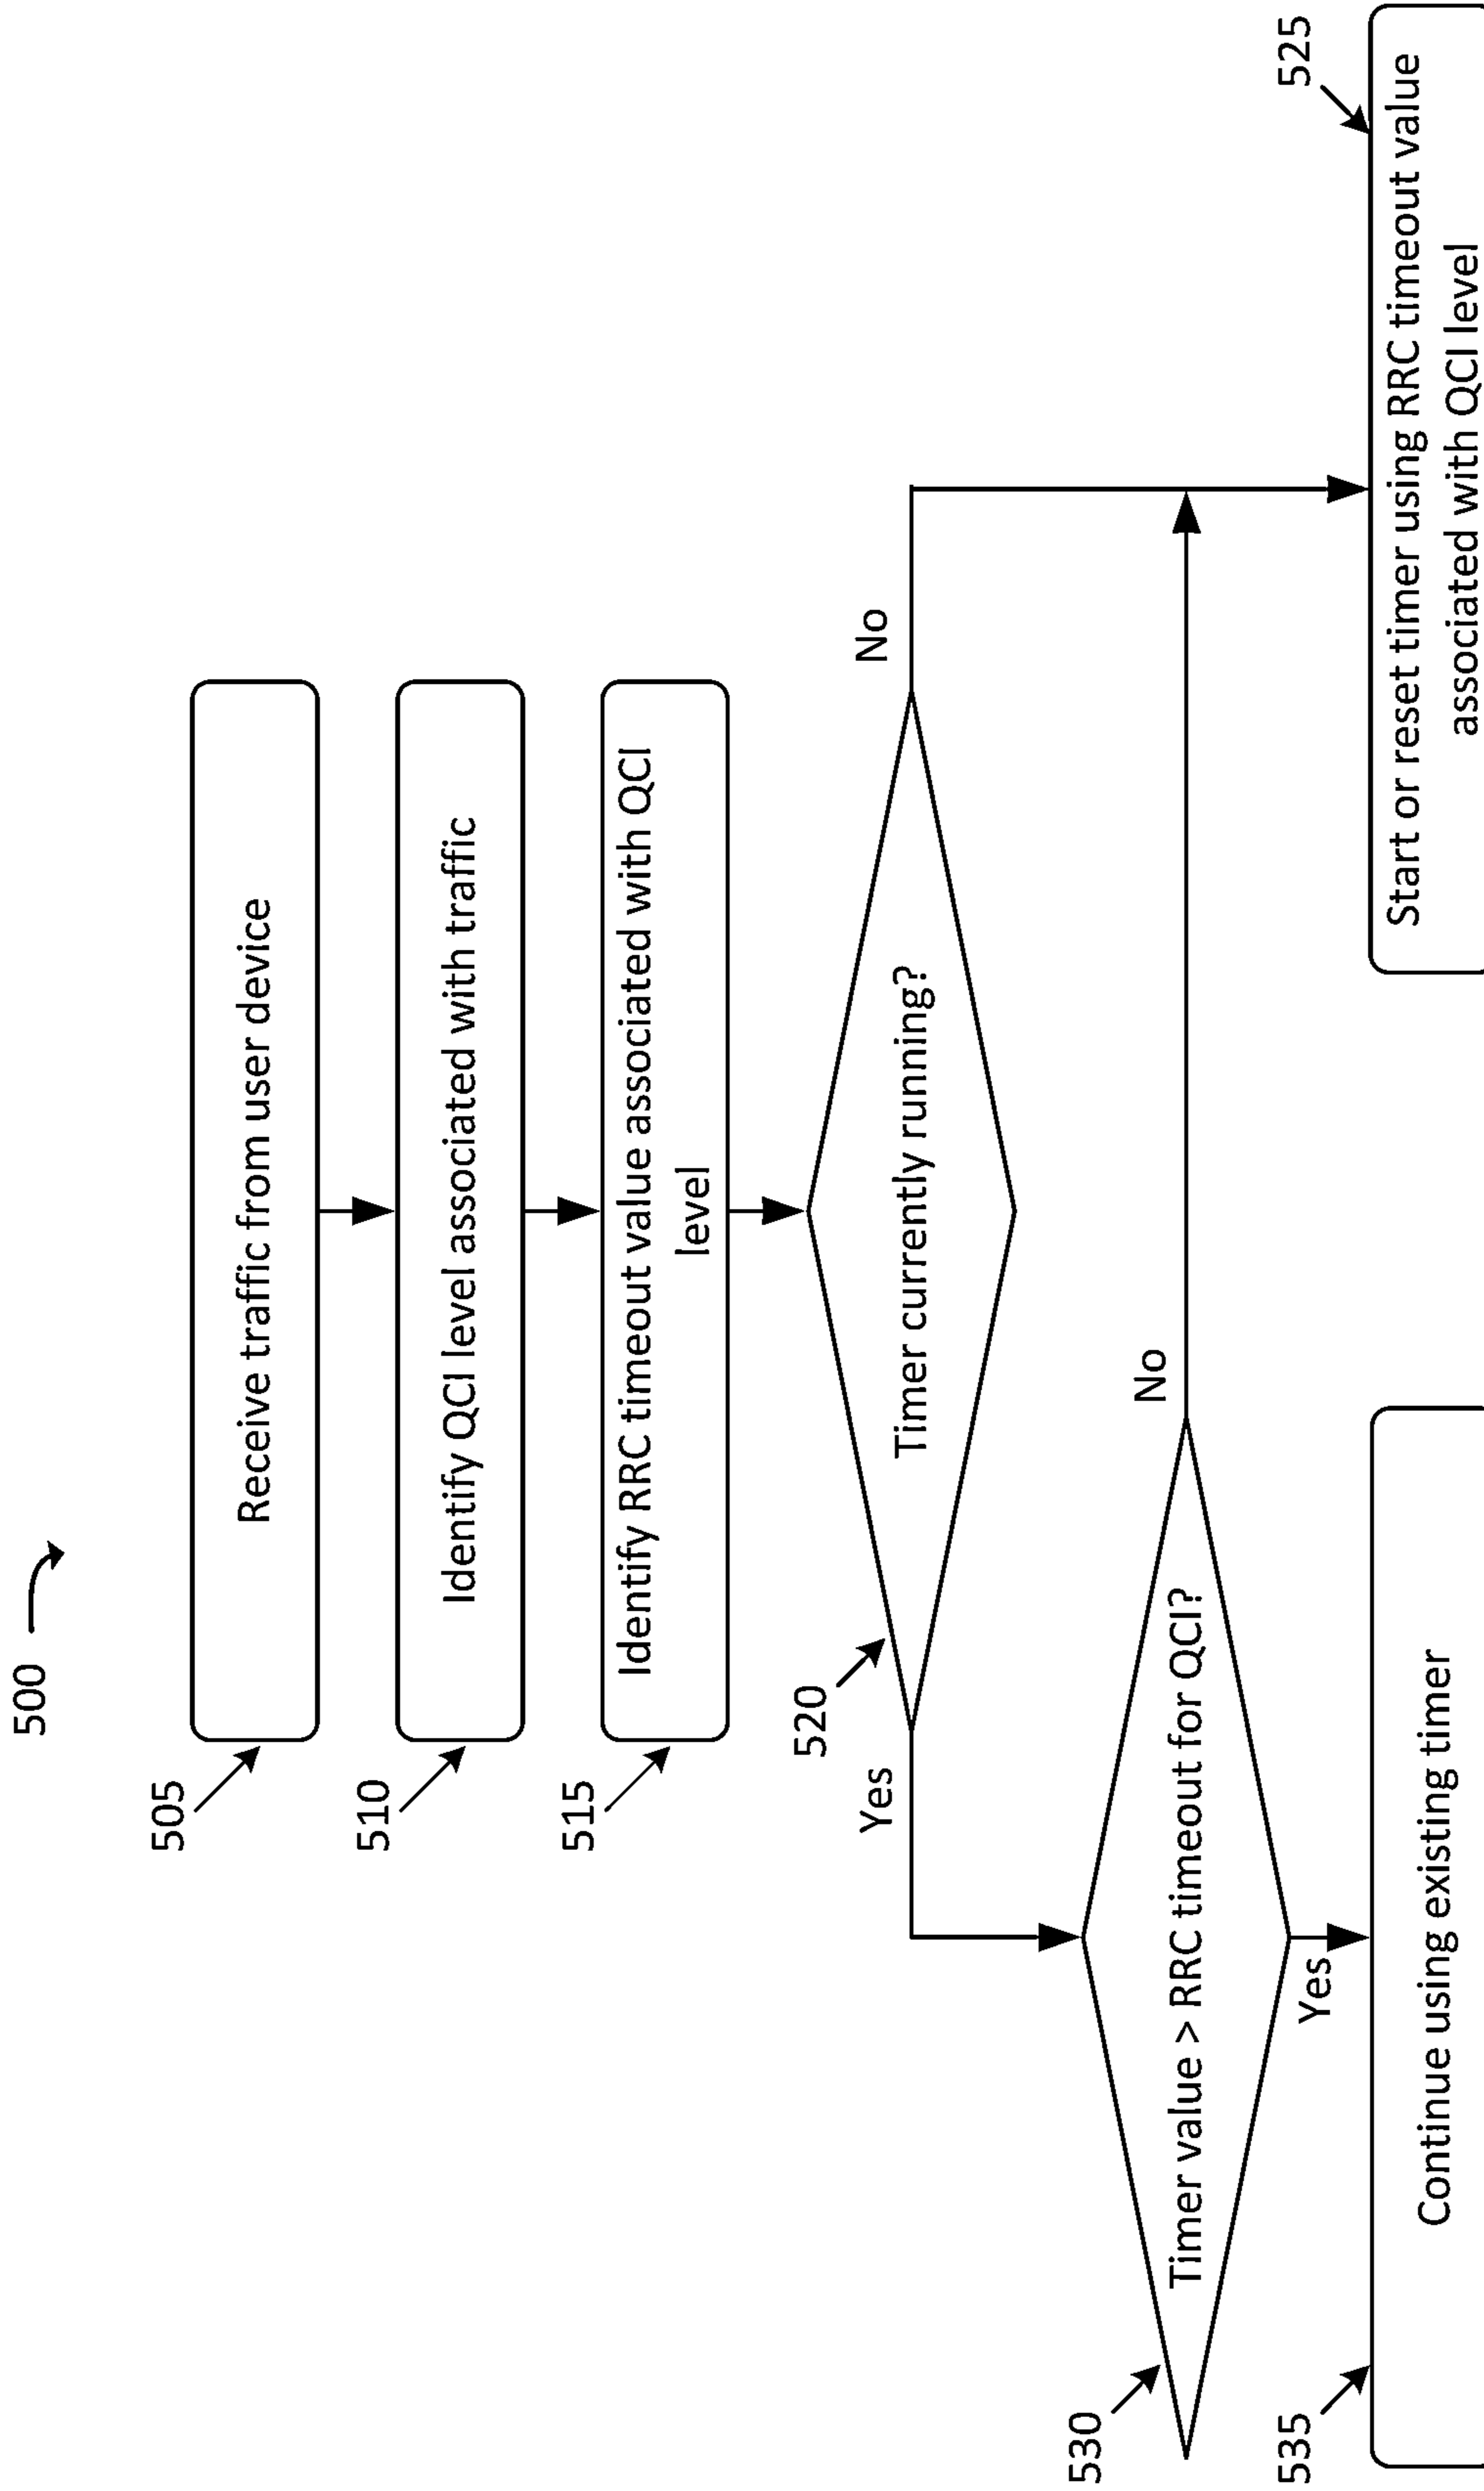 500
505
Receive traffic from user device
510
Identify QCI level associated with traffic
515
Identify RRC timeout value associated with QCI
level
520
Timer currently running?
Yes
No
530
Timer value > RRC timeout for QCI?
No
Yes
535
Continue using existing timer
525
Start or reset timer using RRC timeout value
associated with QCI level